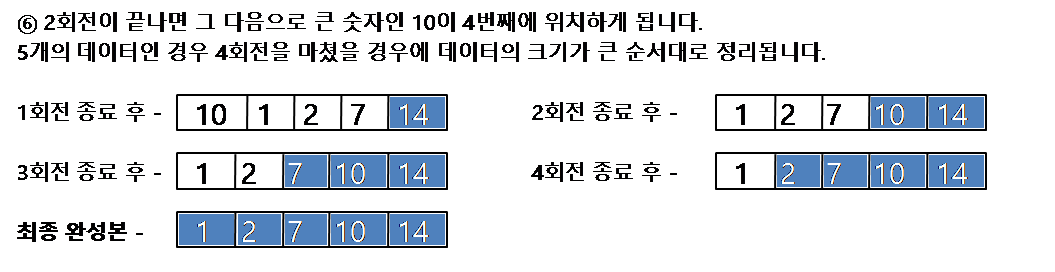 ⑥ 2회전이 끝나면 그 다음으로 큰 숫자인 10이 4번째에 위치하게 됩니다.
5개의 데이터인 경우 4회전을 마쳤을 경우에 데이터의 크기가 큰 순서대로 정리됩니다.
1회전 종료 후 - 10 1 2 7 14
2회전 종료 후 - 1 2 7 10 14
3회전 종료 후 - 1 2 7 10 14
4회전 종료 후 - 1 2 7 10 14
최종 완성본 - 1 2 7 10 14